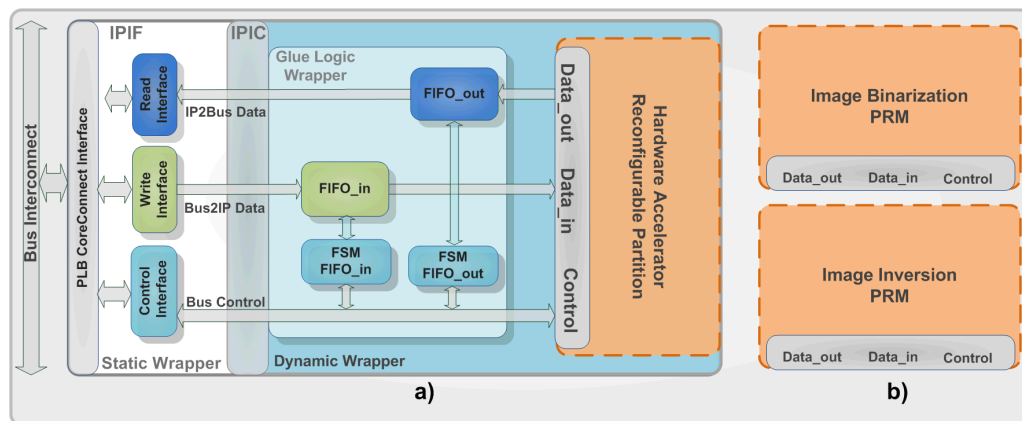 Bus Interconnect
PLB CoreConnect Interface
IPIF
IPIC
Read
Interface
IP2Bus Data
Write
Interface
Bus2IP Data
Control
Interface
Bus Control
Static Wrapper
Glue Logic
Wrapper
FIFO_out
FIFO_in
FSM
FIFO_in
FSM
FIFO_out
Dynamic Wrapper
Data_out
Data_in
Control
Hardware Accelerator
Reconfigurable Partition
a)
Image Binarization
PRM
Data_out Data_in Control
Image Inversion
PRM
Data_out Data_in Control
b)